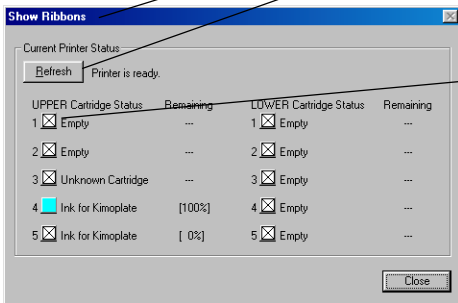 Show Ribbons
Current Printer Status
Refresh Printer is ready.
UPPER Cartridge Status Remaining LOWER Cartridge Status Remaining
1 Empty --- 1 Empty ---
2 Empty --- 2 Empty ---
3 Unknown Cartridge --- 3 Empty ---
4 Ink for Kimoplate [100%] 4 Empty ---
5 Ink for Kimoplate [ 0%] 5 Empty ---
Close